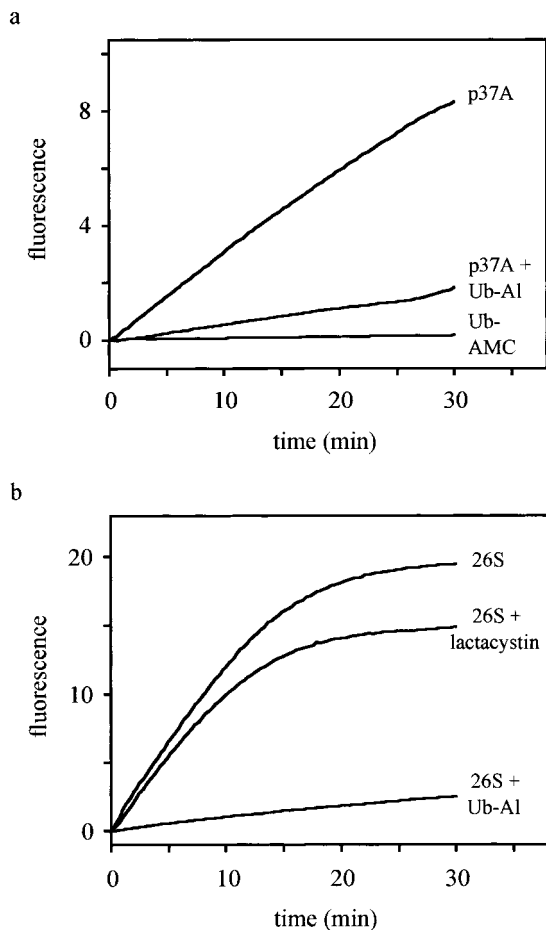 a
8
4
0
fluorescence
p37A
p37A +
Ub-Al
Ub-
AMC
0 10 20 30
time (min)
b
20
10
0
fluorescence
26S
26S +
lactacystin
26S +
Ub-Al
0 10 20 30
time (min)